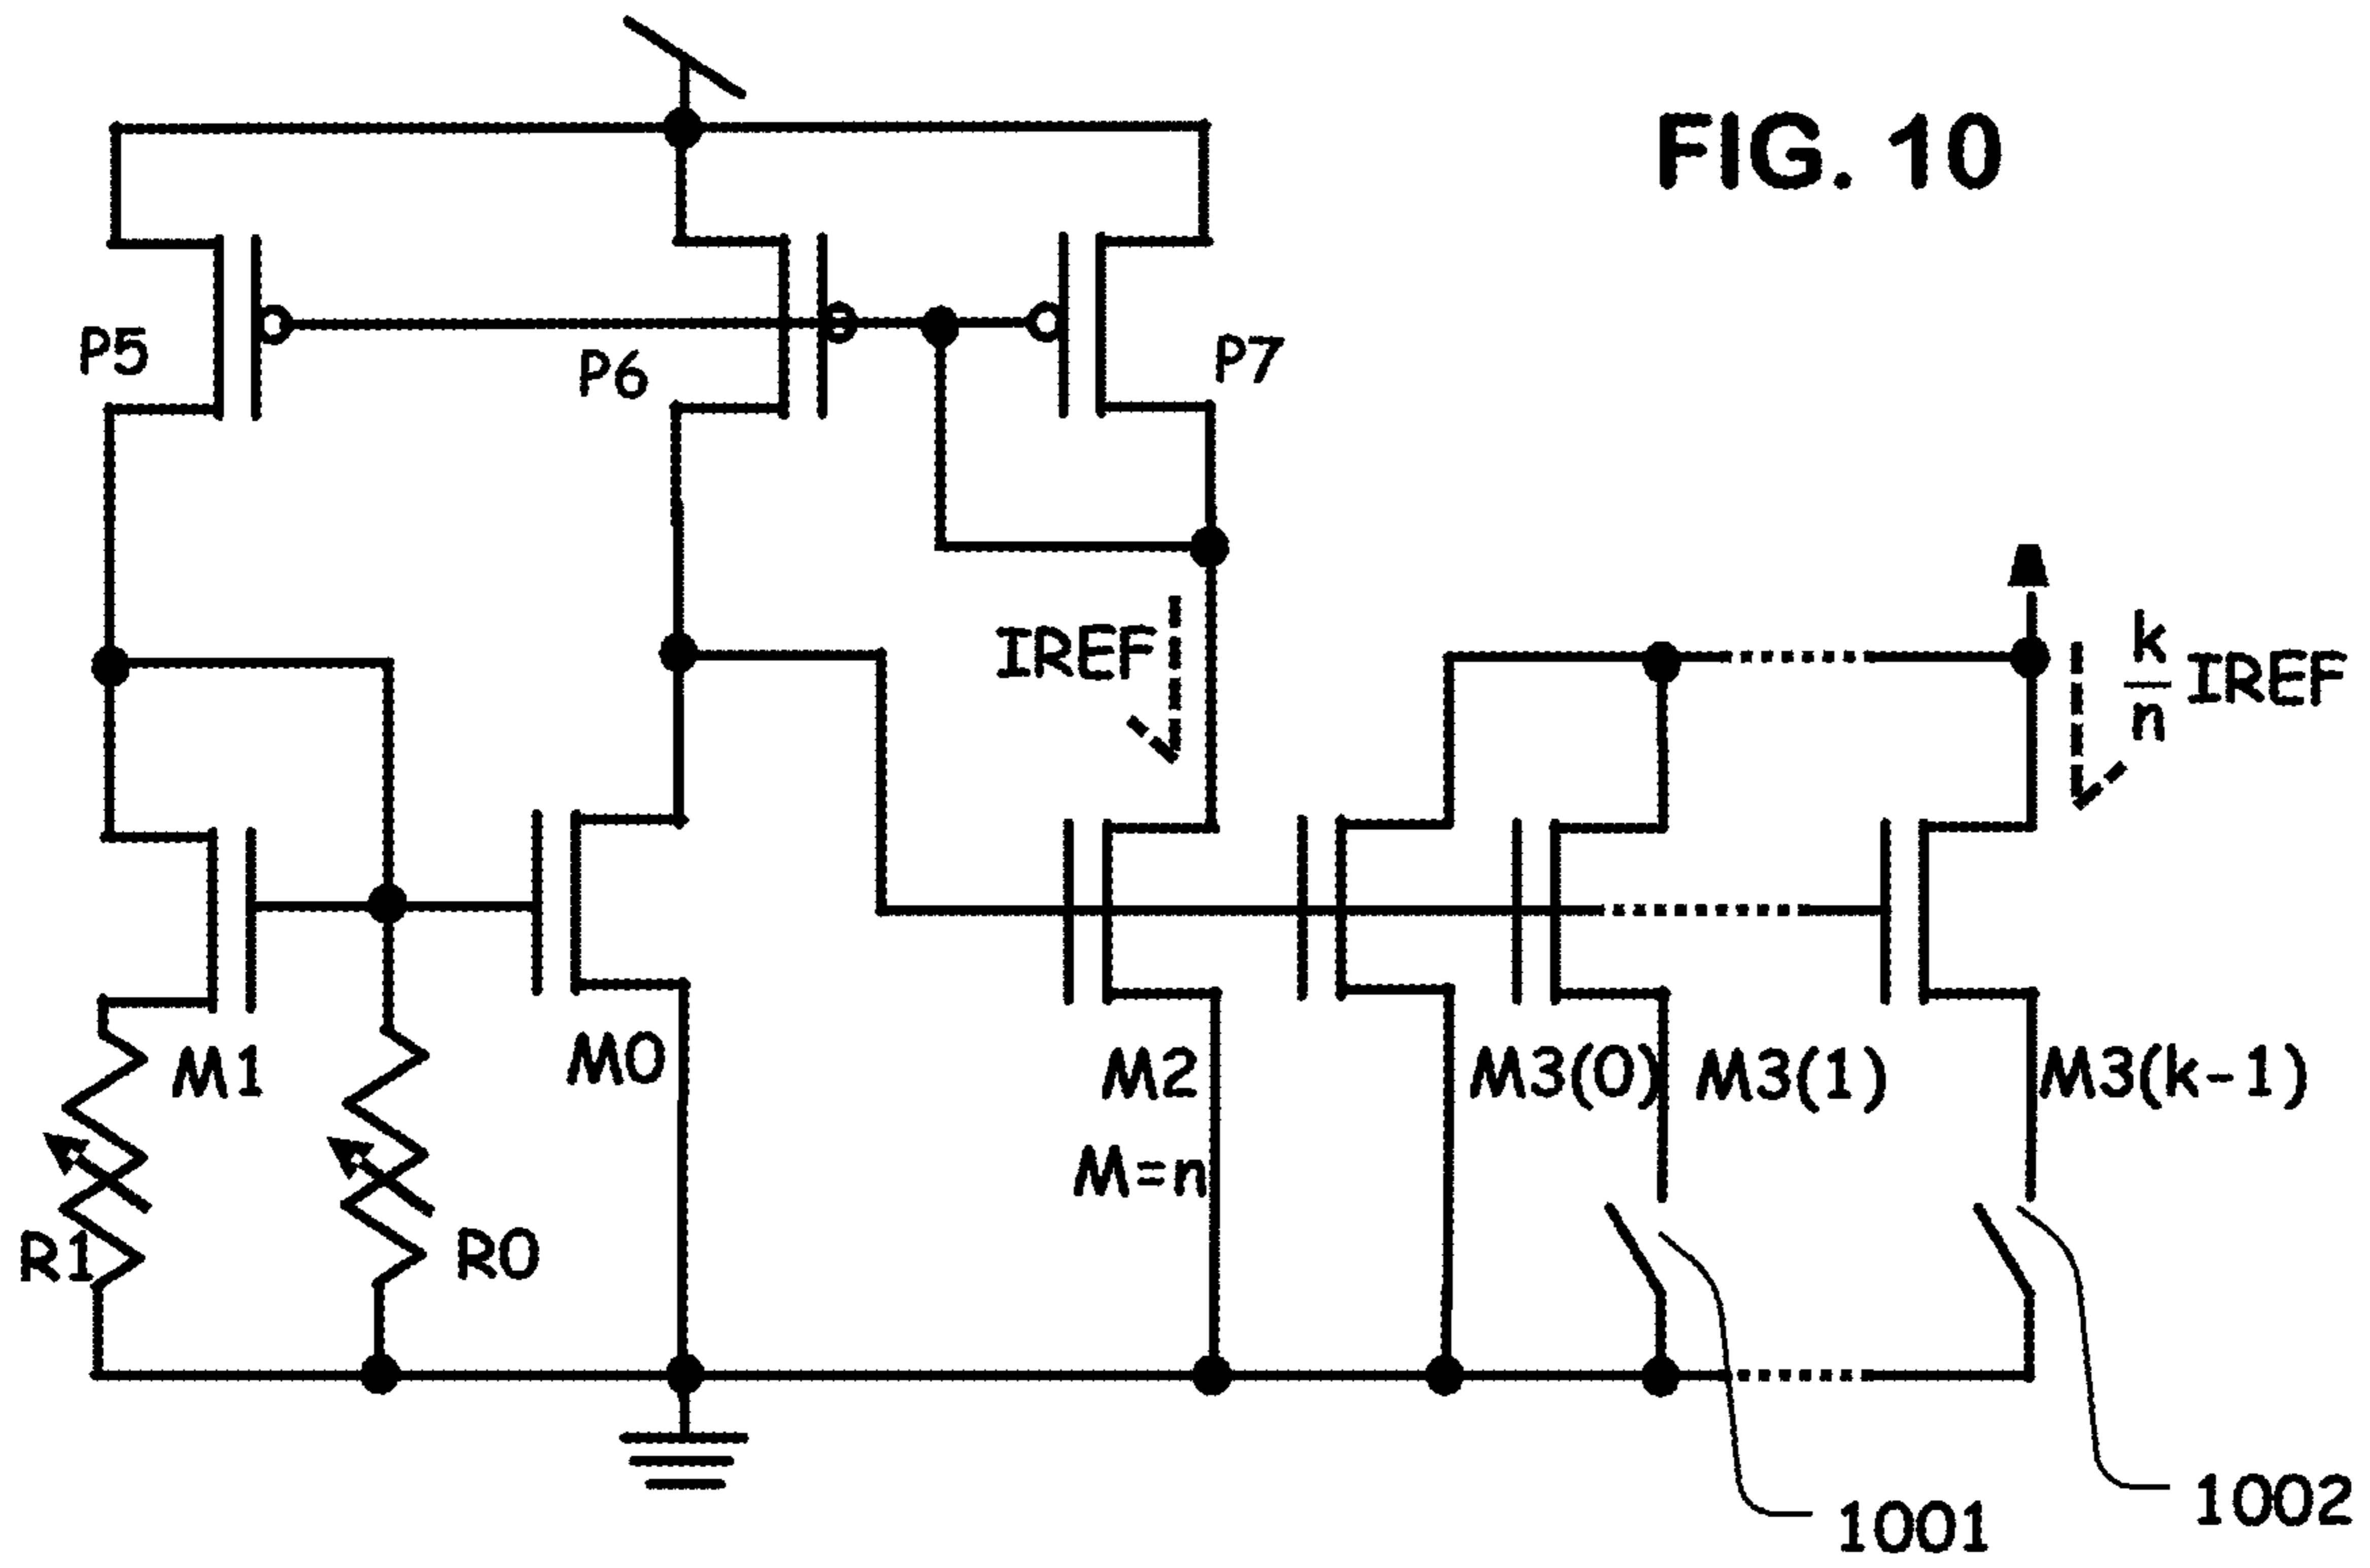 FIG. 10
P5
P6
P7
IREF
k
n
IREF
M1
M0
M2
M3(0)
M3(1)
M3(k-1)
M=n
R1
R0
1001
1002